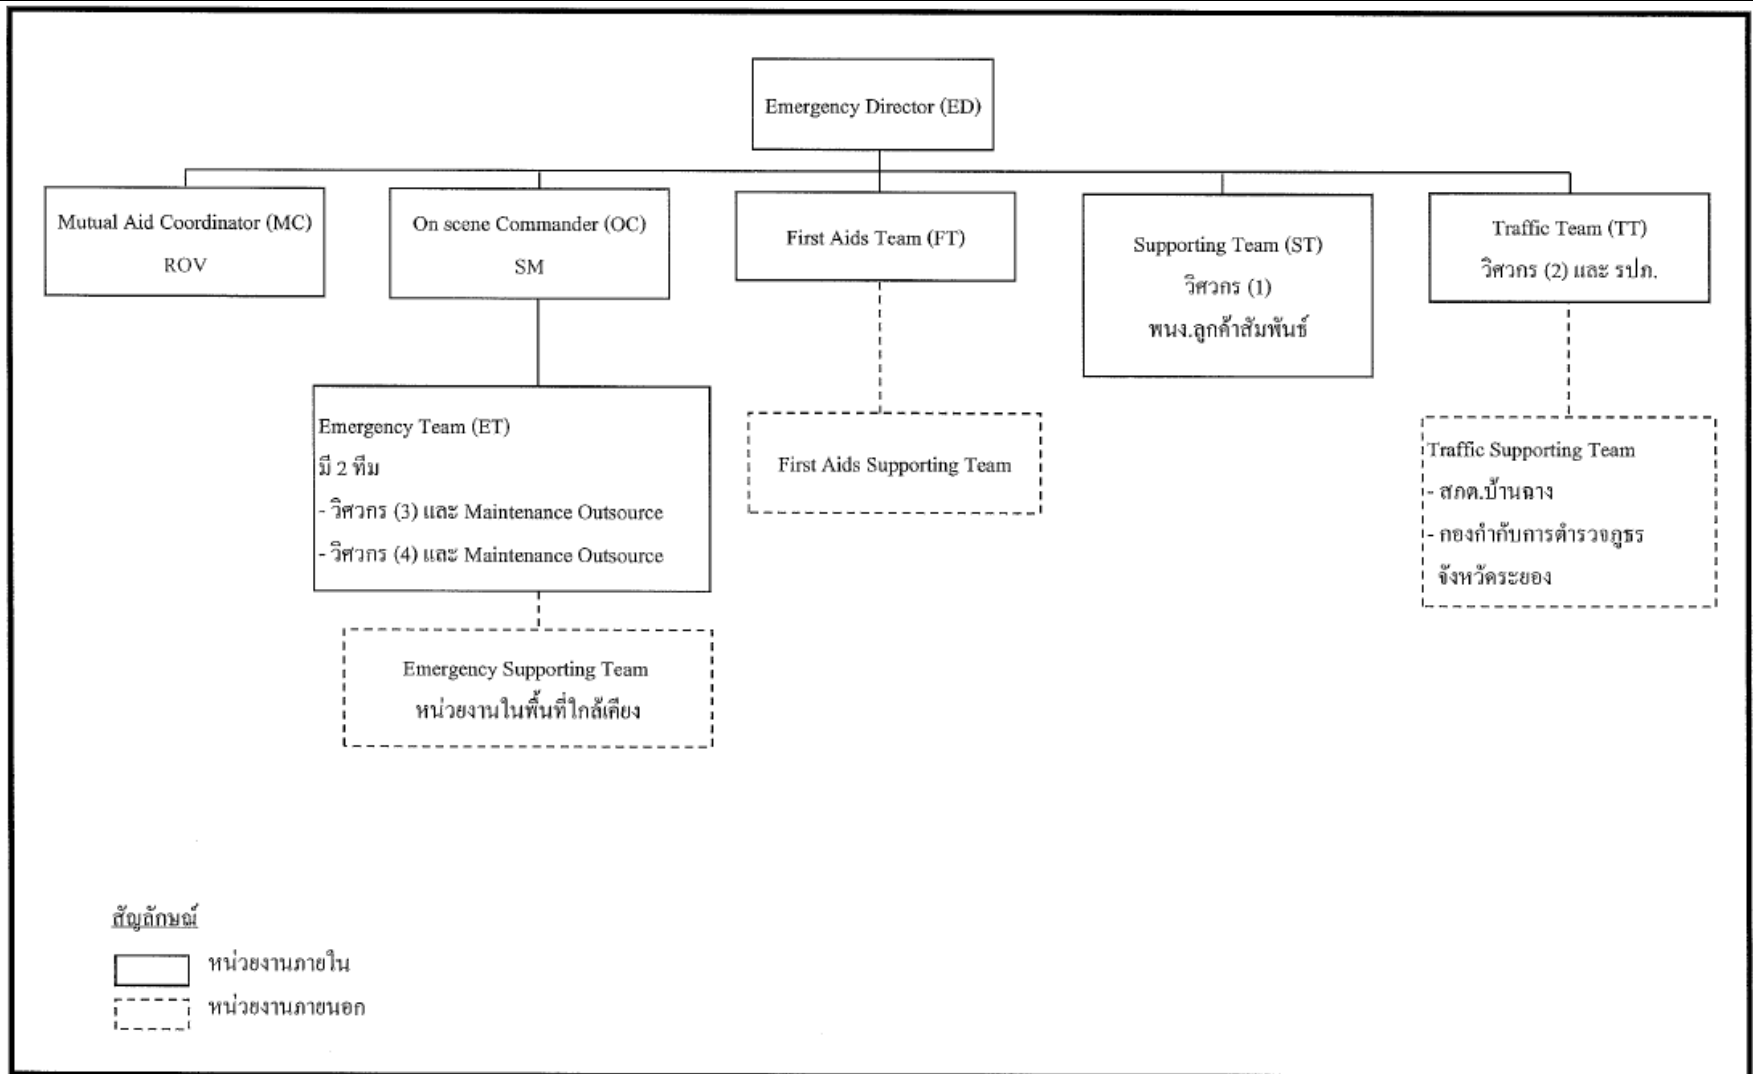 Emergency Director (ED)
Mutual Aid Coordinator (MC)
ROV
On scene Commander (OC)
SM
First Aids Team (FT)
Supporting Team (ST)
วิศวกร (1)
พนง.ลูกค้าสัมพันธ์
Traffic Team (TT)
วิศวกร (2) และ รปภ.
Emergency Team (ET)
มี 2 ทีม
- วิศวกร (3) และ Maintenance Outsource
- วิศวกร (4) และ Maintenance Outsource
First Aids Supporting Team
Traffic Supporting Team
- สภต.บ้านฉาง
- กองกำกับการตำรวจภูธร
จังหวัดระยอง
Emergency Supporting Team
หน่วยงานในพื้นที่ใกล้เคียง
สัญลักษณ์
หน่วยงานภายใน
หน่วยงานภายนอก